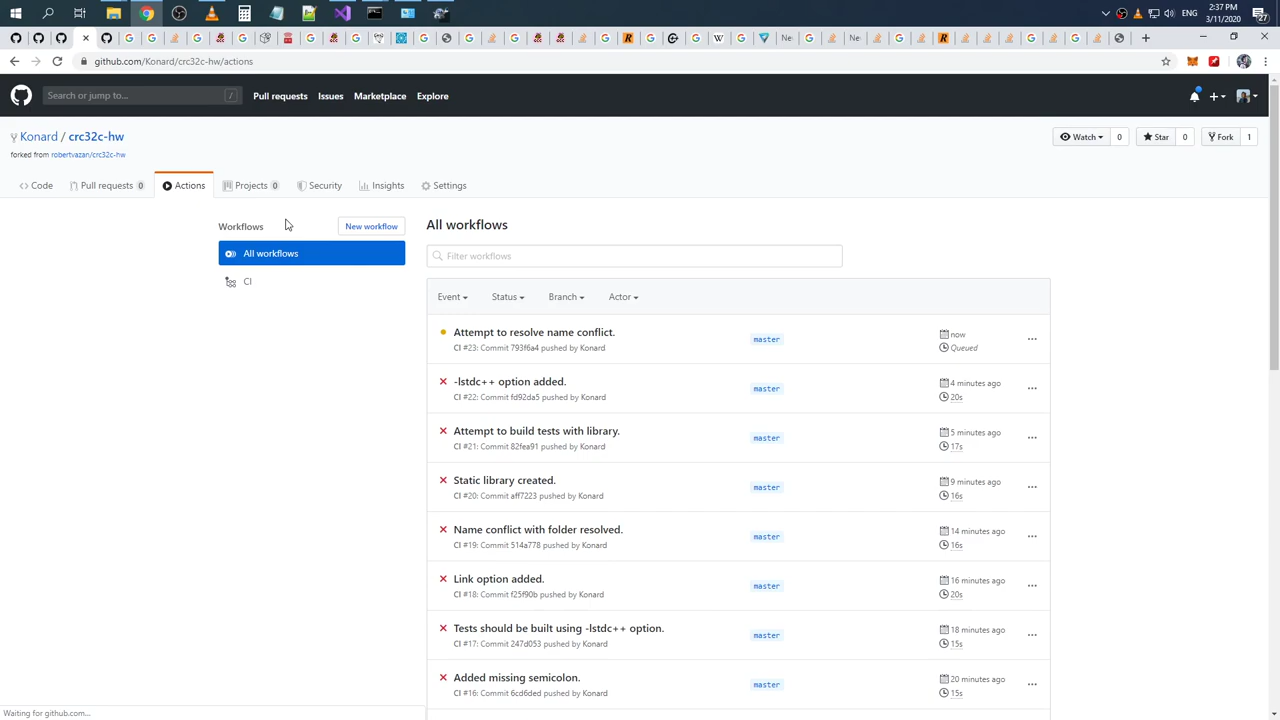 2:37 PM
ENG
3/11/2020
27
github.com/Konard/crc32c-hw/actions
Search or jump to...
/
Pull requests
Issues
Marketplace
Explore
Konard / crc32c-hw
forked from robertvazan/crc32c-hw
Watch
0
Star
0
Fork
1
Code
Pull requests 0
Actions
Projects 0
Security
Insights
Settings
Workflows
New workflow
All workflows
CI
All workflows
Filter workflows
Event
Status
Branch
Actor
Attempt to resolve name conflict.
CI #23: Commit 793f6a4 pushed by Konard
master
now
Queued
-lstdc++ option added.
CI #22: Commit fd92da5 pushed by Konard
master
4 minutes ago
20s
Attempt to build tests with library.
CI #21: Commit 82fea91 pushed by Konard
master
5 minutes ago
17s
Static library created.
CI #20: Commit aff7223 pushed by Konard
master
9 minutes ago
16s
Name conflict with folder resolved.
CI #19: Commit 514a778 pushed by Konard
master
14 minutes ago
16s
Link option added.
CI #18: Commit f25f90b pushed by Konard
master
16 minutes ago
20s
Tests should be built using -lstdc++ option.
CI #17: Commit 247d053 pushed by Konard
master
18 minutes ago
15s
Added missing semicolon.
CI #16: Commit 6cd6ded pushed by Konard
master
20 minutes ago
15s
Waiting for github.com...